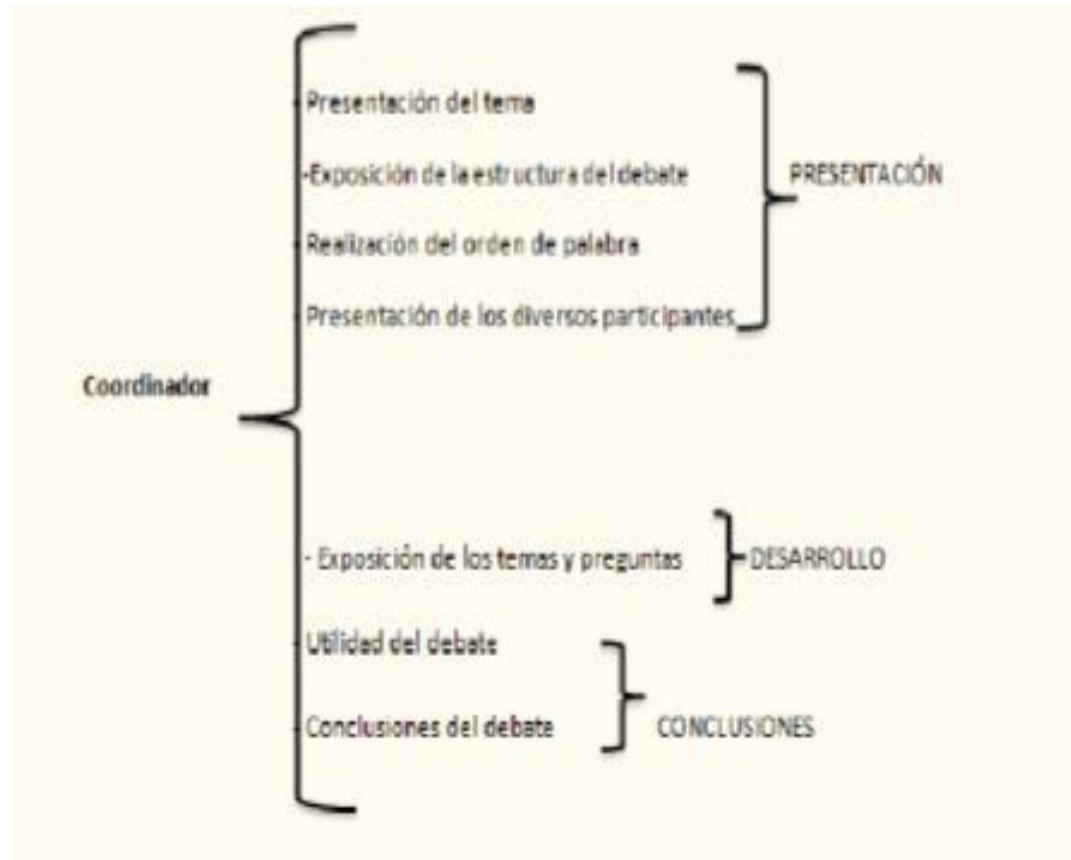 - Presentación del tema
-Exposición de la estructura del debate
PRESENTACIÓN
- Realización del orden de palabra
- Presentación de los diversos participantes
Coordinador
- Exposición de los temas y preguntas
DESARROLLO
- Utilidad del debate
- Conclusiones del debate
CONCLUSIONES